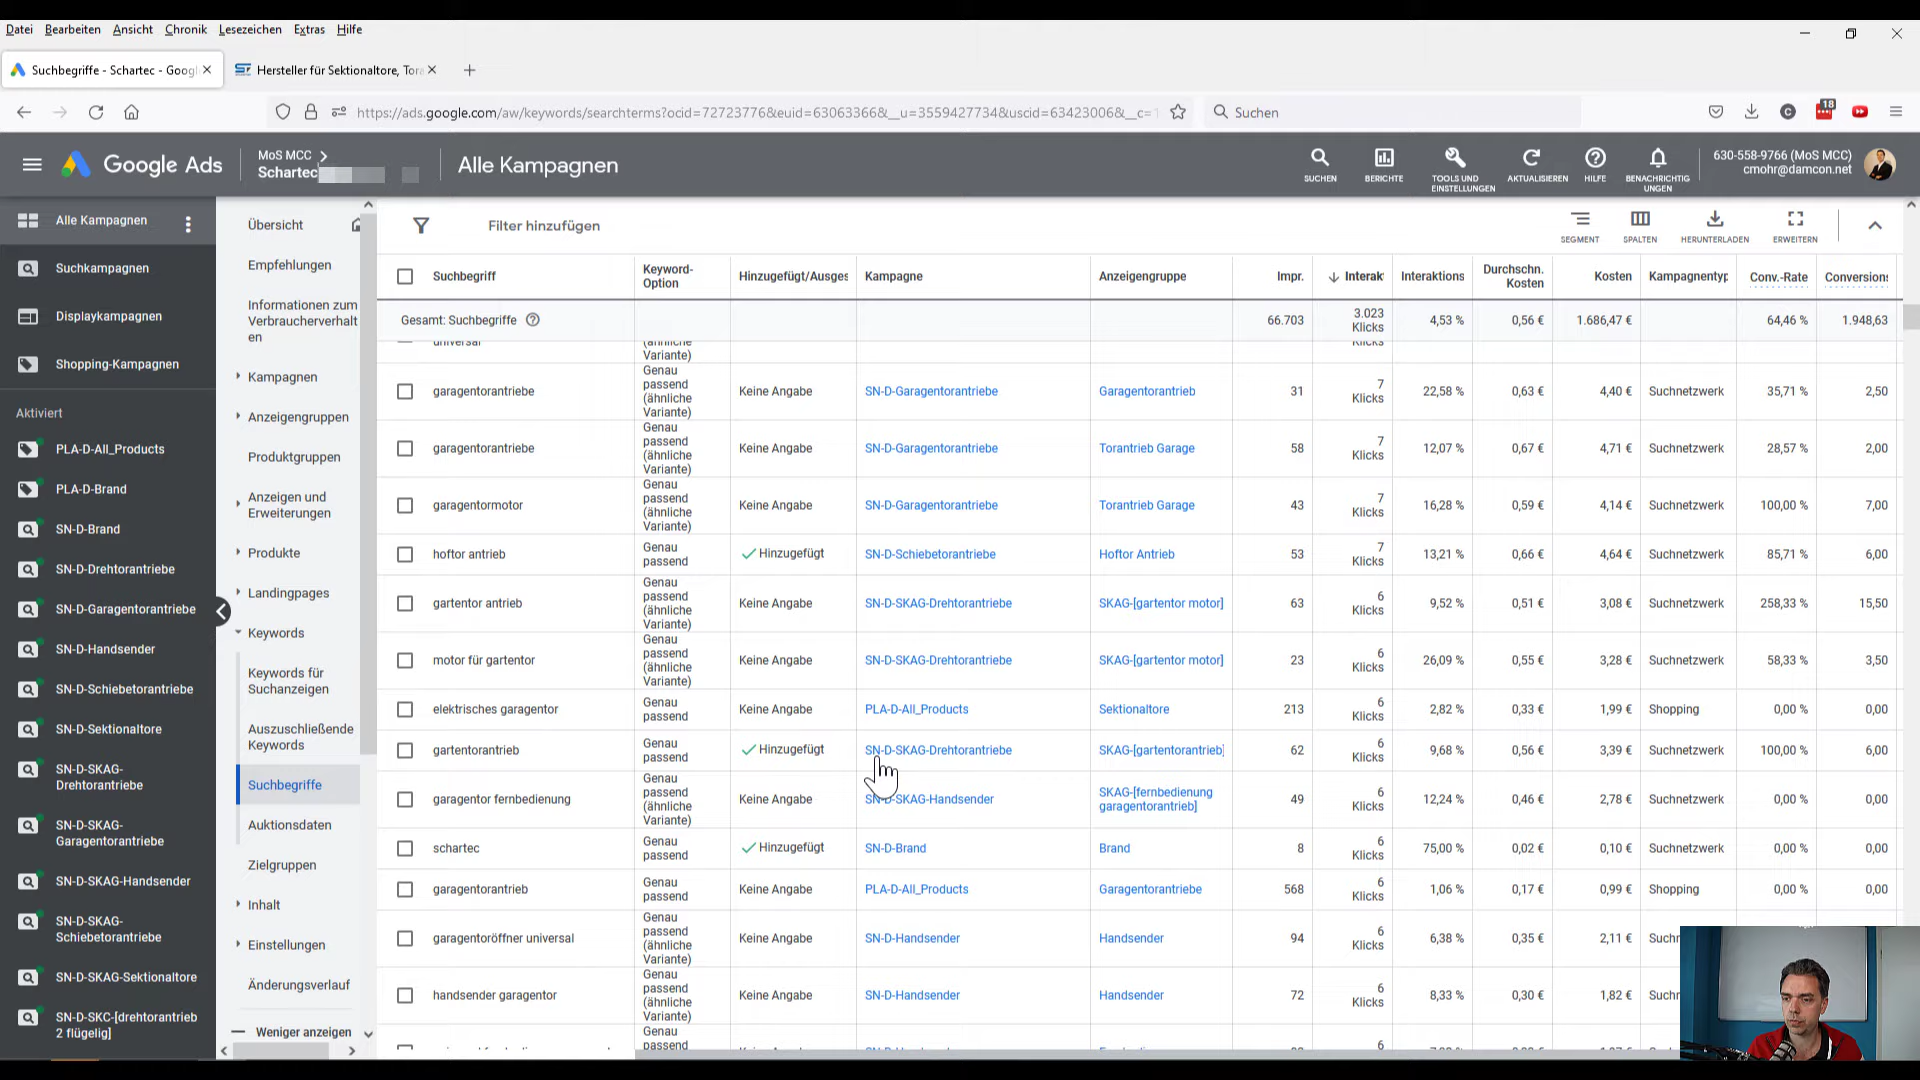 Datei Bearbeiten Ansicht Chronik Lesezeichen Extras Hilfe
Suchbegriffe - Schartec - Goog
Hersteller für Sektionaltore, Tora
https://ads.google.com/aw/keywords/searchterms?ocid=72723776&euid=63063366&__u=3559427734&uscid=63423006&__c=
Suchen
18
Google Ads
MoS MCC
Schartec
Alle Kampagnen
SUCHEN
BERICHTE
TOOLS UND EINSTELLUNGEN
AKTUALISIEREN
HILFE
BENACHRICHTIGUNGEN
630-558-9766 (MoS MCC)
cmohr@damcon.net
Alle Kampagnen
Suchkampagnen
Displaykampagnen
Shopping-Kampagnen
Aktiviert
PLA-D-All_Products
PLA-D-Brand
SN-D-Brand
SN-D-Drehtorantriebe
SN-D-Garagentorantriebe
SN-D-Handsender
SN-D-Schiebetorantriebe
SN-D-Sektionaltore
SN-D-SKAG-
Drehtorantriebe
SN-D-SKAG-
Garagentorantriebe
SN-D-SKAG-Handsender
SN-D-SKAG-
Schiebetorantriebe
SN-D-SKAG-Sektionaltore
SN-D-SKC-[drehtorantrieb
2 flügelig]
Übersicht
Empfehlungen
Informationen zum
Verbraucherverhalt
en
Kampagnen
Anzeigengruppen
Produktgruppen
Anzeigen und
Erweiterungen
Produkte
Landingpages
Keywords
Keywords für
Suchanzeigen
Auszuschließende
Keywords
Suchbegriffe
Auktionsdaten
Zielgruppen
Inhalt
Einstellungen
Änderungsverlauf
Weniger anzeigen
Filter hinzufügen
SEGMENT
SPALTEN
HERUNTERLADEN
ERWEITERN
Suchbegriff Keyword-Option Hinzugefügt/Ausges Kampagne Anzeigengruppe Impr. Interak Interaktions Durchschn. Kosten Kosten Kampagnentyp Conv.-Rate Conversions
Gesamt: Suchbegriffe 66.703 3.023 Klicks 4,53 % 0,56 € 1.686,47 € 64,46 % 1.948,63
universal (ähnliche Variante) Klicks
garagentorantriebe Genau passend (ähnliche Variante) Keine Angabe SN-D-Garagentorantriebe Garagentorantrieb 31 7 Klicks 22,58 % 0,63 € 4,40 € Suchnetzwerk 35,71 % 2,50
garagentorantriebe Genau passend (ähnliche Variante) Keine Angabe SN-D-Garagentorantriebe Torantrieb Garage 58 7 Klicks 12,07 % 0,67 € 4,71 € Suchnetzwerk 28,57 % 2,00
garagentormotor Genau passend (ähnliche Variante) Keine Angabe SN-D-Garagentorantriebe Torantrieb Garage 43 7 Klicks 16,28 % 0,59 € 4,14 € Suchnetzwerk 100,00 % 7,00
hoftor antrieb Genau passend Hinzugefügt SN-D-Schiebetorantriebe Hoftor Antrieb 53 7 Klicks 13,21 % 0,66 € 4,64 € Suchnetzwerk 85,71 % 6,00
gartentor antrieb Genau passend (ähnliche Variante) Keine Angabe SN-D-SKAG-Drehtorantriebe SKAG-[gartentor motor] 63 6 Klicks 9,52 % 0,51 € 3,08 € Suchnetzwerk 258,33 % 15,50
motor für gartentor Genau passend (ähnliche Variante) Keine Angabe SN-D-SKAG-Drehtorantriebe SKAG-[gartentor motor] 23 6 Klicks 26,09 % 0,55 € 3,28 € Suchnetzwerk 58,33 % 3,50
elektrisches garagentor Genau passend Keine Angabe PLA-D-All_Products Sektionaltore 213 6 Klicks 2,82 % 0,33 € 1,99 € Shopping 0,00 % 0,00
gartentorantrieb Genau passend Hinzugefügt SN-D-SKAG-Drehtorantriebe SKAG-[gartentorantrieb] 62 6 Klicks 9,68 % 0,56 € 3,39 € Suchnetzwerk 100,00 % 6,00
garagentor fernbedienung Genau passend (ähnliche Variante) Keine Angabe SN-D-SKAG-Handsender SKAG-[fernbedienung garagentorantrieb] 49 6 Klicks 12,24 % 0,46 € 2,78 € Suchnetzwerk 0,00 % 0,00
schartec Genau passend Hinzugefügt SN-D-Brand Brand 8 6 Klicks 75,00 % 0,02 € 0,10 € Suchnetzwerk 0,00 % 0,00
garagentorantrieb Genau passend Keine Angabe PLA-D-All_Products Garagentorantriebe 568 6 Klicks 1,06 % 0,17 € 0,99 € Shopping 0,00 % 0,00
garagentoröffner universal Genau passend (ähnliche Variante) Keine Angabe SN-D-Handsender Handsender 94 6 Klicks 6,38 % 0,35 € 2,11 € Suchn
handsender garagentor Genau passend (ähnliche Variante) Keine Angabe SN-D-Handsender Handsender 72 6 Klicks 8,33 % 0,30 € 1,82 € Suchn
Genau passend 6